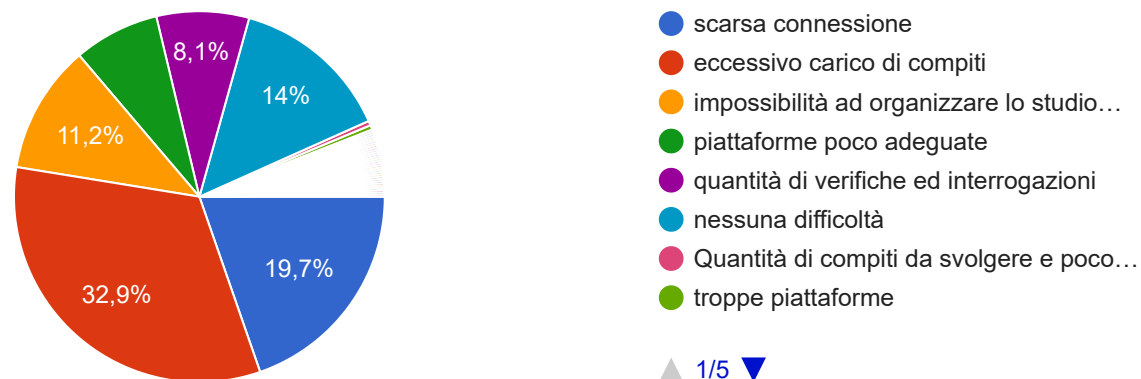 8,1%
14%
11,2%
19,7%
32,9%
scarsa connessione
eccessivo carico di compiti
impossibilità ad organizzare lo studio…
piattaforme poco adeguate
quantità di verifiche ed interrogazioni
nessuna difficoltà
Quantità di compiti da svolgere e poco…
troppe piattaforme
1/5